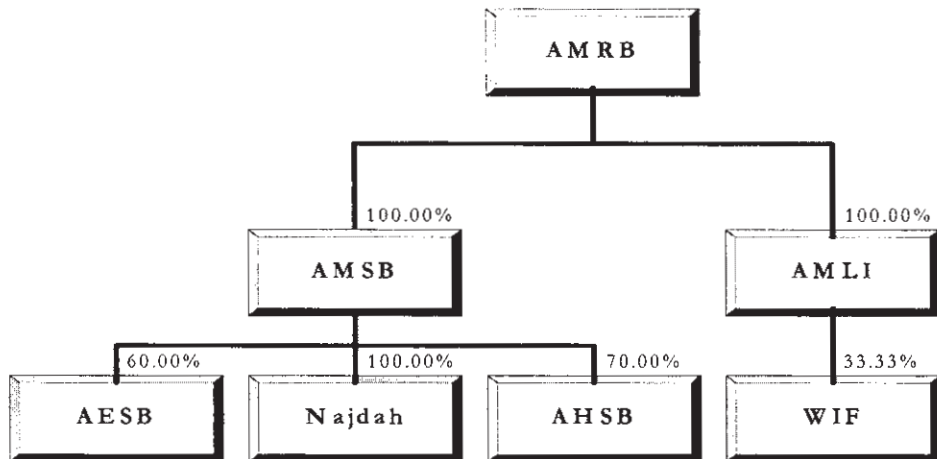 AMRB
100.00%
100.00%
AMSB
AMLI
60.00%
100.00%
70.00%
33.33%
AESB
Najdah
AHSB
WIF